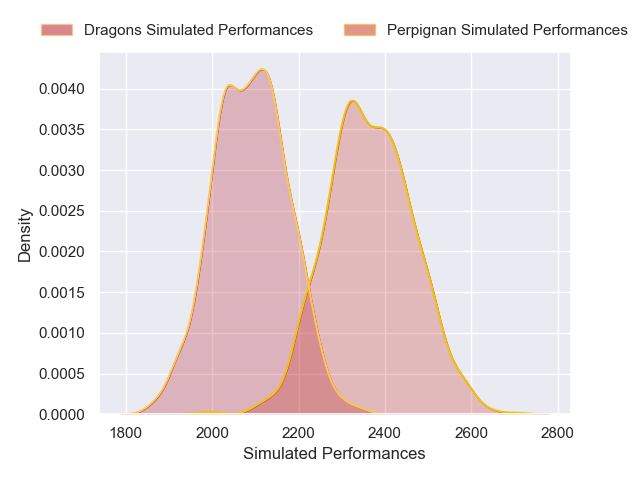 Dragons Simulated Performances Perpignan Simulated Performances
0.0040
0.0035
0.0030
0.0025
0.0020
0.0015
0.0010
0.0005
0.0000
Density
1800 2000 2200 2400 2600 2800
Simulated Performances